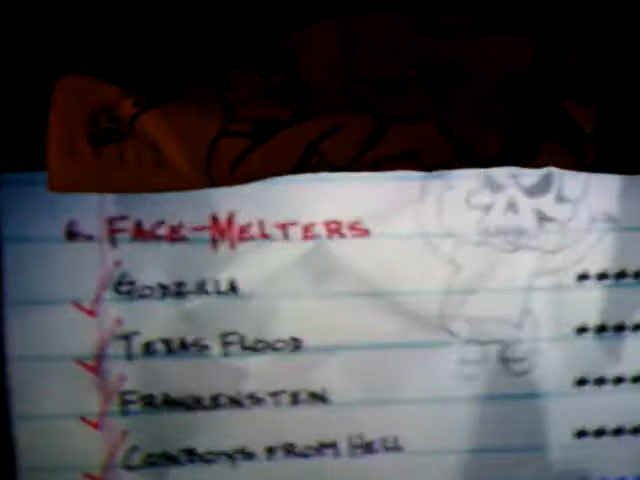 6. FACE-MELTERS
GODZILLA
TEXAS FLOOD
FRANKENSTEIN
COWBOYS FROM HELL